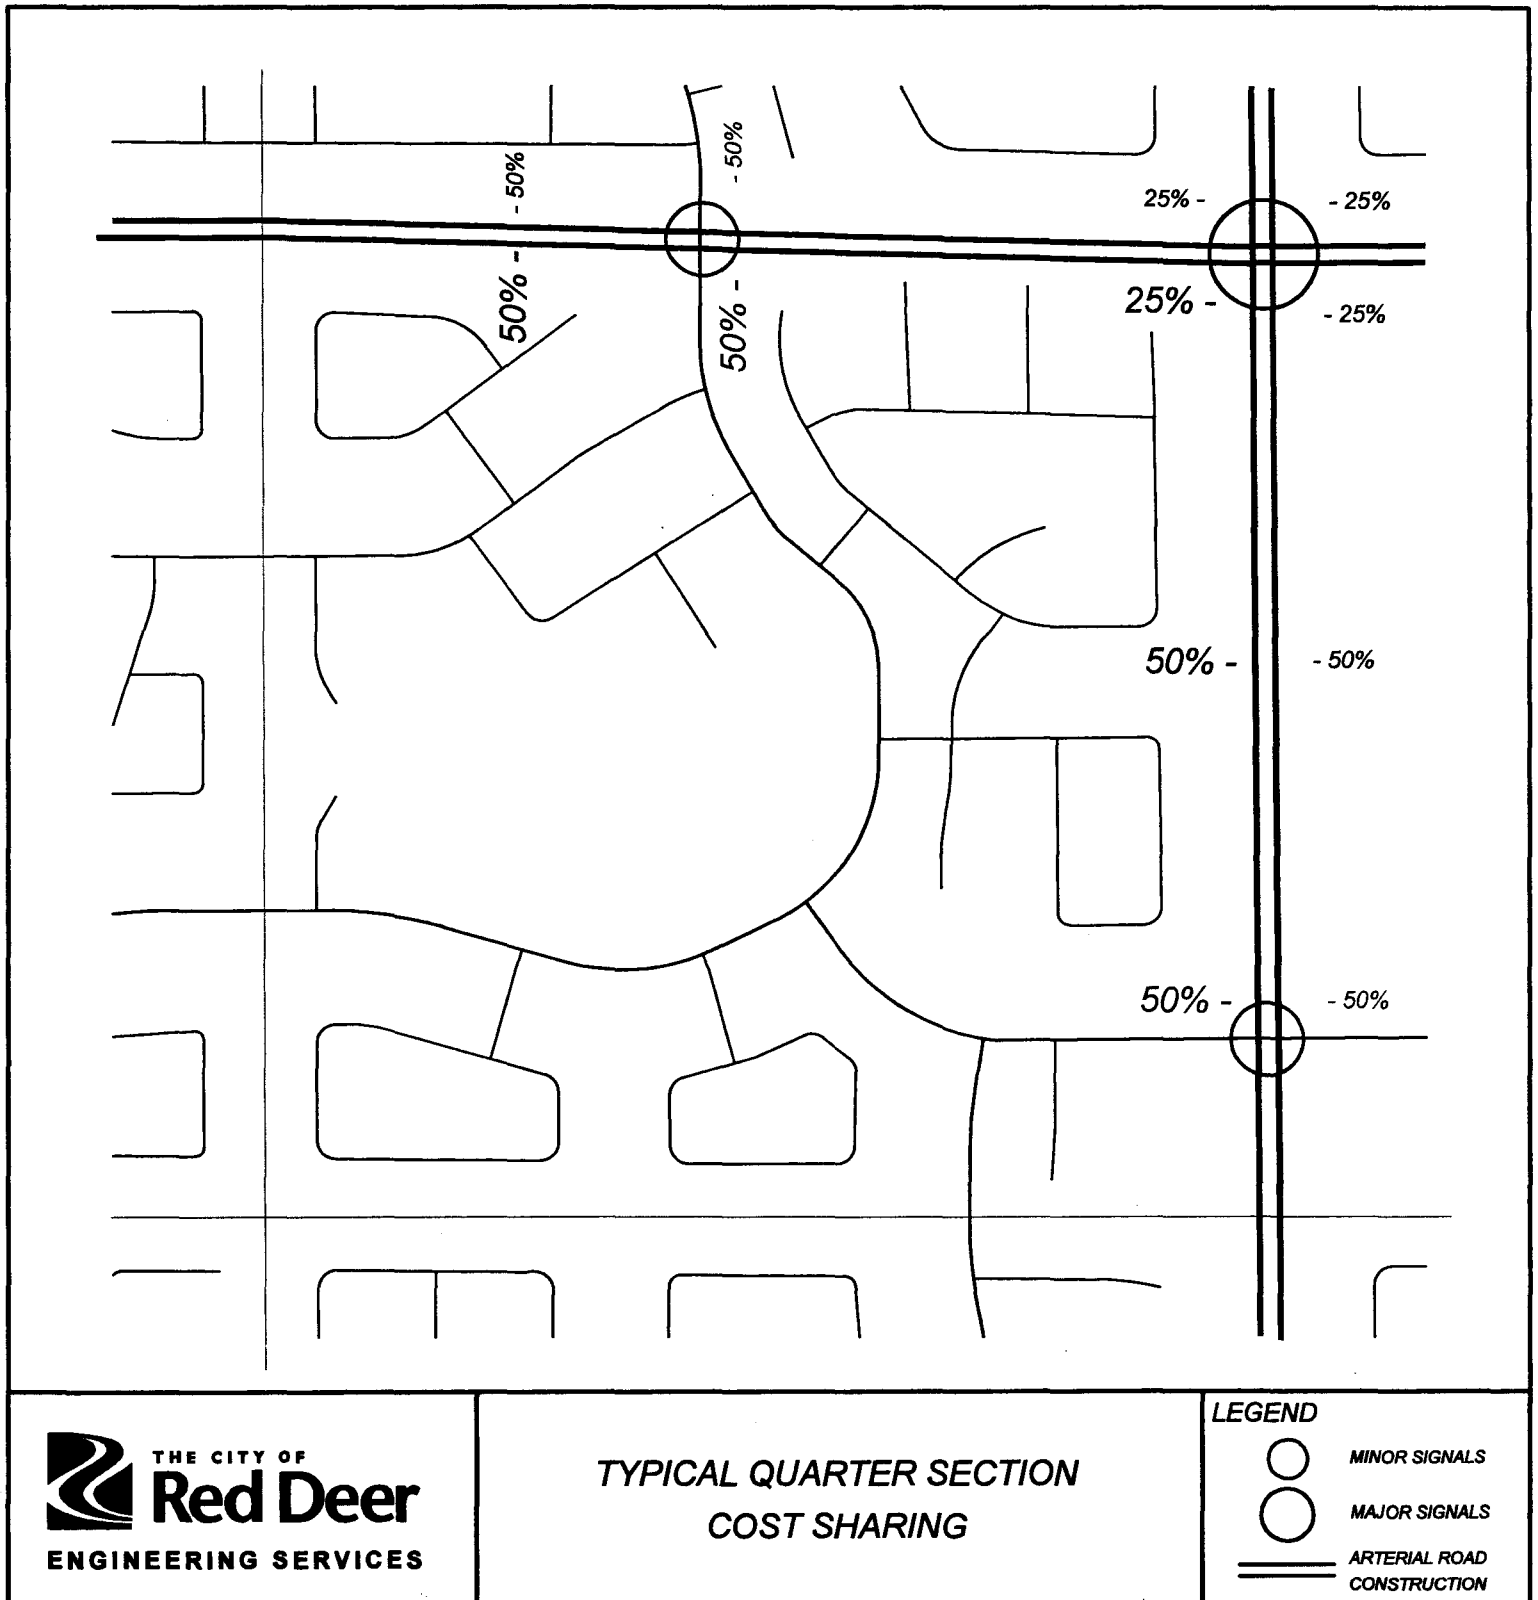 - 50%
- 50%
25% -
- 25%
50% -
50% -
25% -
- 25%
50% -
- 50%
50% -
- 50%
THE CITY OF
Red Deer
ENGINEERING SERVICES
TYPICAL QUARTER SECTION
COST SHARING
LEGEND
MINOR SIGNALS
MAJOR SIGNALS
ARTERIAL ROAD
CONSTRUCTION